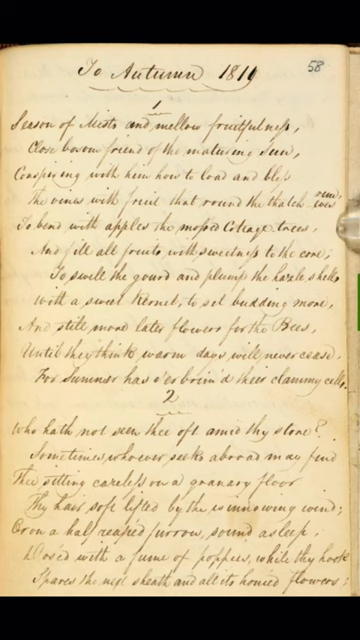 To Autumn 1819
58
1
Season of Mists and mellow fruitfulness,
Close bosom friend of the maturing Sun,
Conspiring with him how to load and bless
The vines with fruit that round the thatch
run;
To bend with apples the moss'd Cottage trees,
And fill all fruits with sweetness to the core;
To swell the gourd and plump the hazle shells
with a sweet Kernel, to set budding more,
And still more later flowers for the Bees,
Until they think warm days will never cease,
For Summer has o'er brim'd their clammy cells.
2
Who hath not seen thee oft amid thy store?
Sometimes whoever seeks abroad may find
Thee sitting careless on a granary floor
Thy hair soft lifted by the winnowing wind;
Or on a half reaped furrow, sound asleep,
with a fume of poppies, while thy hook
Spares the next sheath and all its honied flowers;